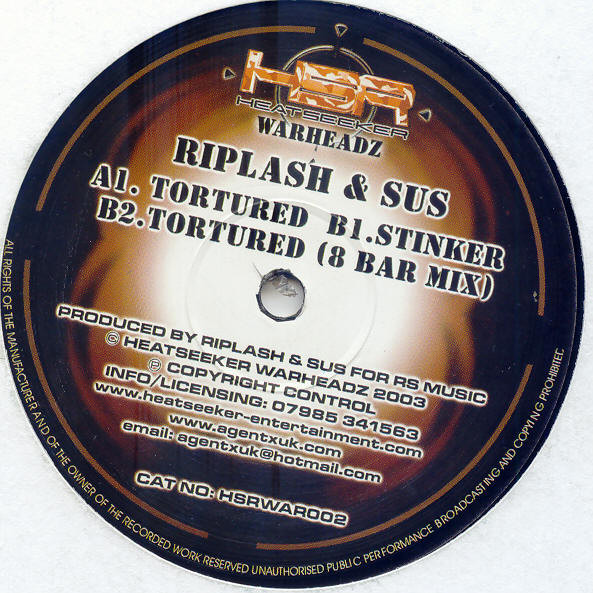 HSR
HEATSEEKER
WARHEADZ
RIPLASH & SUS
A1. TORTURED B1.STINKER
B2.TORTURED (8 BAR MIX)
PRODUCED BY RIPLASH & SUS FOR RS MUSIC
© HEATSEEKER WARHEADZ 2003
℗ COPYRIGHT CONTROL
INFO/LICENSING: 07985 341563
www.heatseeker-entertainment.com
www.agentxuk.com
email: agentxuk@hotmail.com
CAT NO: HSRWAR002
ALL RIGHTS OF THE MANUFACTURER AND OF THE OWNER OF THE RECORDED WORK RESERVED UNAUTHORISED PUBLIC PERFORMANCE BROADCASTING AND COPYING PROHIBITED